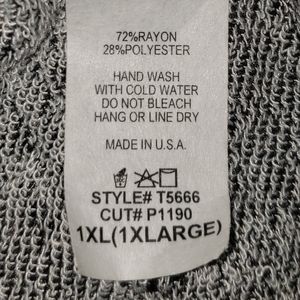 72%RAYON
28%POLYESTER
HAND WASH
WITH COLD WATER
DO NOT BLEACH
HANG OR LINE DRY
MADE IN U.S.A.
STYLE# T5666
CUT# P1190
1XL(1XLARGE)